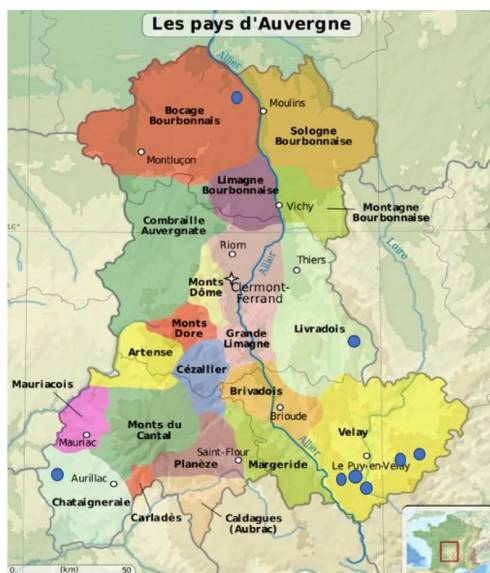 Les pays d'Auvergne
Allier
Bocage
Bourbonnais
Moulins
Sologne
Bourbonnaise
Montluçon
Limagne
Bourbonnaise
Vichy
Montagne
Bourbonnaise
Combraille
Auvergnate
Loire
Riom
Allier
Thiers
Monts
Dôme
Clermont-
Ferrand
Monts
Dore
Grande
Limagne
Livradois
Artense
Cézallier
Mauriacois
Brivadois
Brioude
Monts du
Cantal
Velay
Mauriac
Saint-Flour
Allier
Le Puy-en-Velay
Aurillac
Planèze
Margeride
Chataigneraie
Carladès
Caldagues
(Aubrac)
0 (km) 50